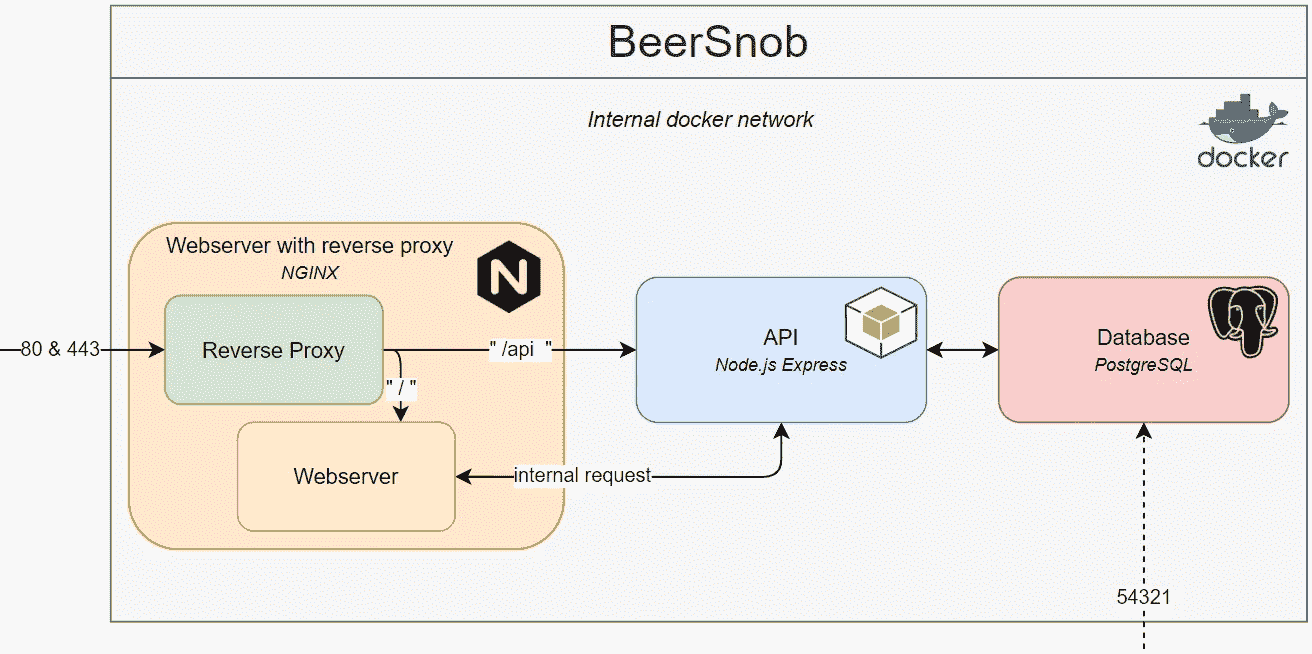 BeerSnob
Internal docker network
docker
Webserver with reverse proxy
NGINX
N
80 & 443
Reverse Proxy
" /api  "
" / "
API
Node.js Express
Database
PostgreSQL
Webserver
internal request
54321